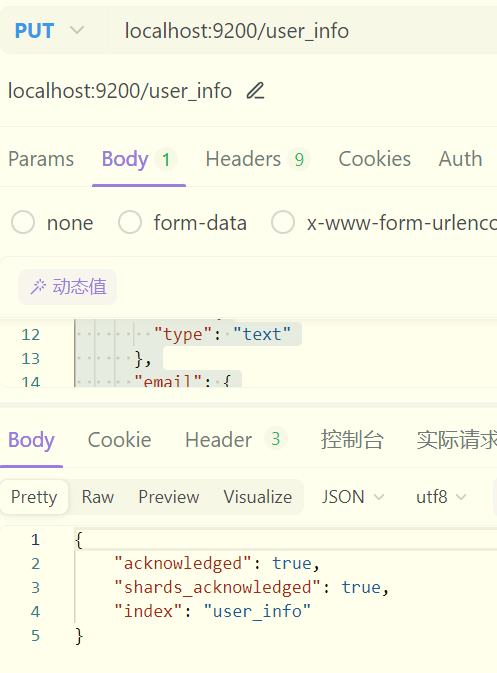 PUT localhost:9200/user_info
localhost:9200/user_info
Params Body 1 Headers 9 Cookies Auth
none form-data x-www-form-urlenco
动态值
12 "type": "text"
13 },
14 "email": {
Body Cookie Header 3 控制台 实际请求
Pretty Raw Preview Visualize JSON utf8
1 {
2 "acknowledged": true,
3 "shards_acknowledged": true,
4 "index": "user_info"
5 }